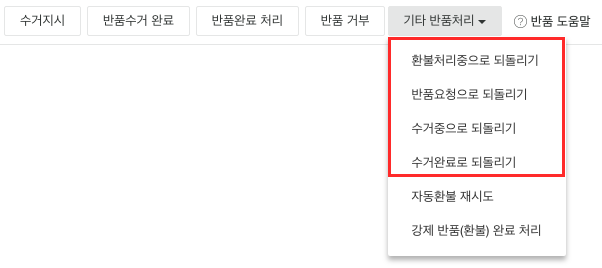 수거지시 반품수거 완료 반품완료 처리 반품 거부 기타 반품처리 ? 반품 도움말
환불처리중으로 되돌리기
반품요청으로 되돌리기
수거중으로 되돌리기
수거완료로 되돌리기
자동환불 재시도
강제 반품(환불) 완료 처리